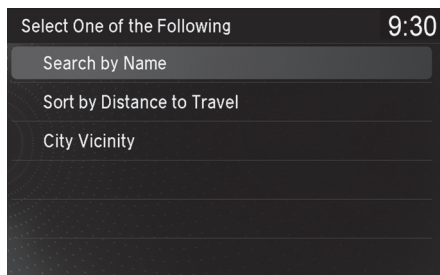 Select One of the Following 9:30
Search by Name
Sort by Distance to Travel
City Vicinity